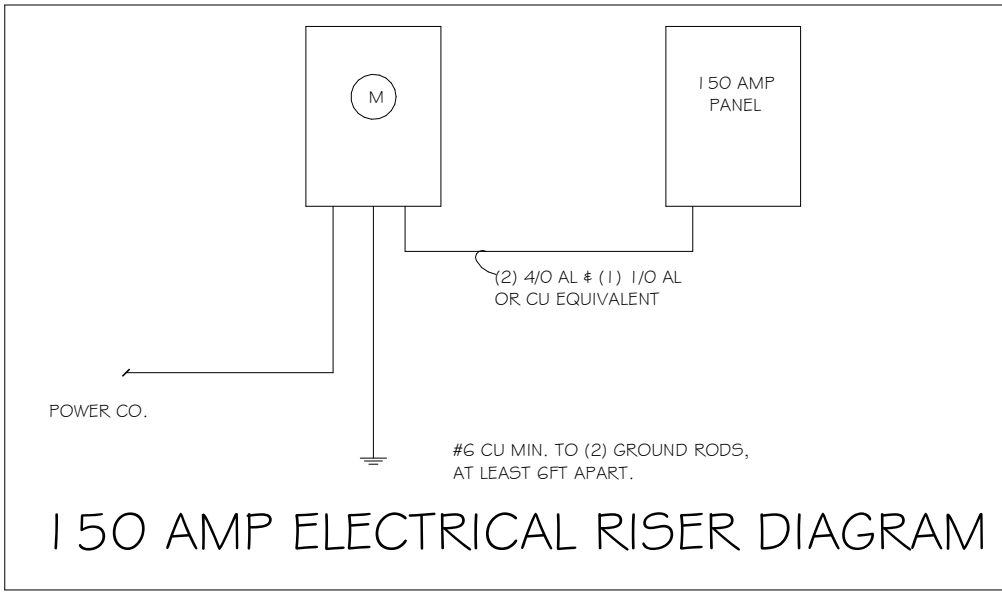 M
150 AMP
PANEL
(2) 4/0 AL & (1) 1/0 AL
OR CU EQUIVALENT
POWER CO.
#6 CU MIN. TO (2) GROUND RODS,
AT LEAST 6FT APART.
150 AMP ELECTRICAL RISER DIAGRAM